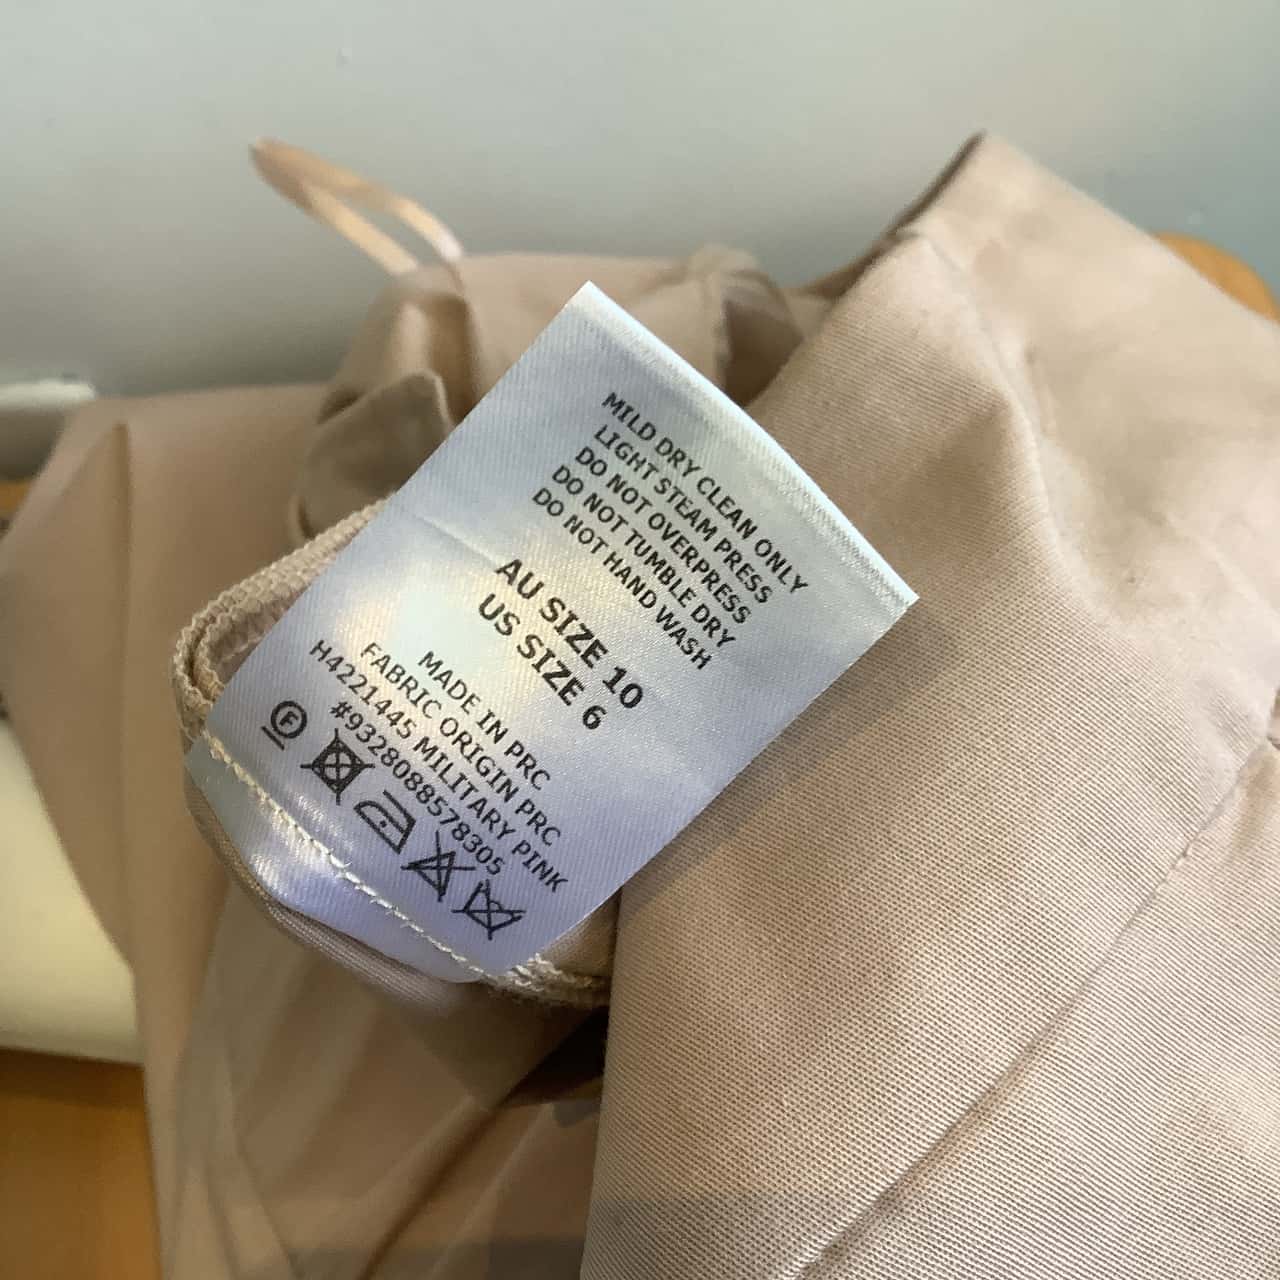 MILD DRY CLEAN ONLY
LIGHT STEAM PRESS
DO NOT OVERPRESS
DO NOT TUMBLE DRY
DO NOT HAND WASH
AU SIZE 10
US SIZE 6
MADE IN PRC
FABRIC ORIGIN PRC
H4221445 MILITARY PINK
#9328088578305
F